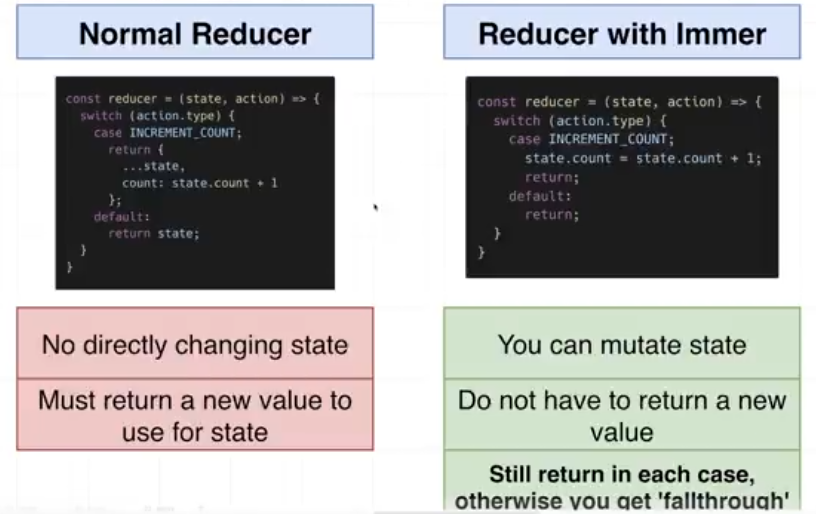 Normal Reducer
const reducer = (state, action) => {
switch (action.type) {
case INCREMENT_COUNT;
return {
...state,
count: state.count + 1
};
default:
return state;
}
}
No directly changing state
Must return a new value to
use for state
Reducer with Immer
const reducer = (state, action) => {
switch (action.type) {
case INCREMENT_COUNT;
state.count = state.count + 1;
return;
default:
return;
}
}
You can mutate state
Do not have to return a new
value
Still return in each case,
otherwise you get 'fallthrough'